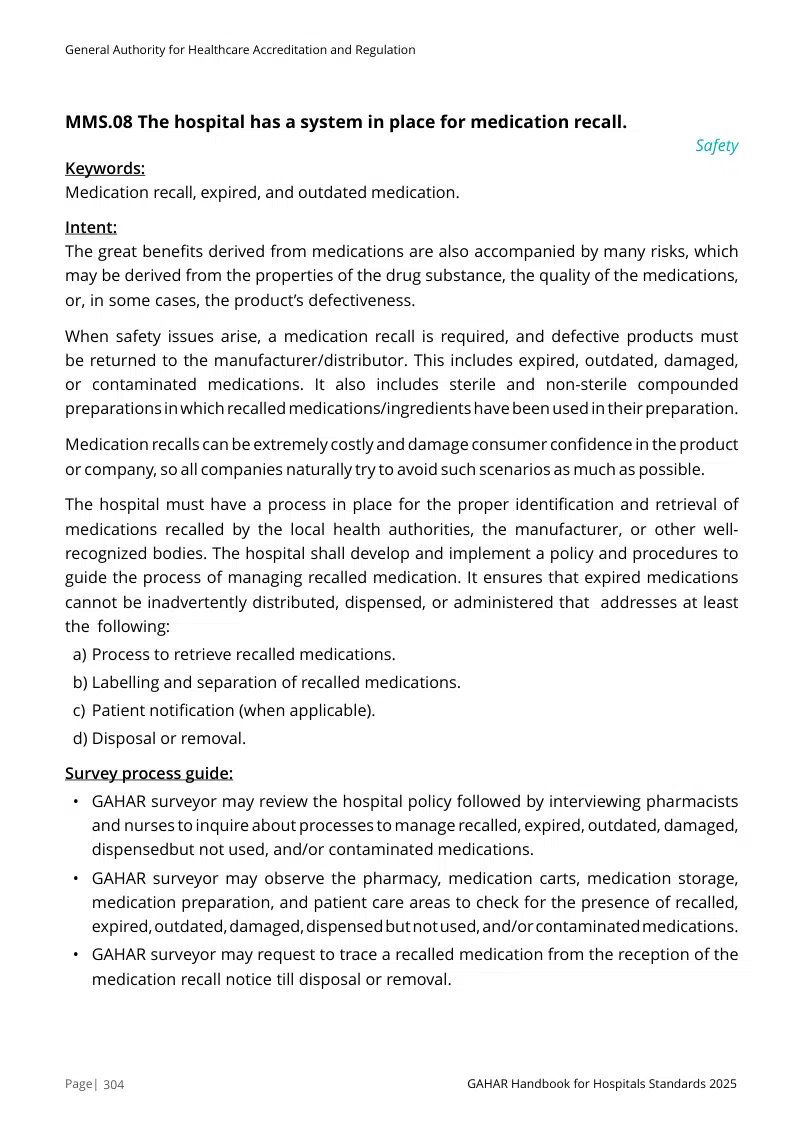 General Authority for Healthcare Accreditation and Regulation
MMS.08 The hospital has a system in place for medication recall.
Safety
Keywords:
Medication recall, expired, and outdated medication.
Intent:
The great benefits derived from medications are also accompanied by many risks, which
may be derived from the properties of the drug substance, the quality of the medications,
or, in some cases, the product’s defectiveness.
When safety issues arise, a medication recall is required, and defective products must
be returned to the manufacturer/distributor. This includes expired, outdated, damaged,
or contaminated medications. It also includes sterile and non-sterile compounded
preparations in which recalled medications/ingredients have been used in their preparation.
Medication recalls can be extremely costly and damage consumer confidence in the product
or company, so all companies naturally try to avoid such scenarios as much as possible.
The hospital must have a process in place for the proper identification and retrieval of
medications recalled by the local health authorities, the manufacturer, or other well-
recognized bodies. The hospital shall develop and implement a policy and procedures to
guide the process of managing recalled medication. It ensures that expired medications
cannot be inadvertently distributed, dispensed, or administered that addresses at least
the following:
a) Process to retrieve recalled medications.
b) Labelling and separation of recalled medications.
c) Patient notification (when applicable).
d) Disposal or removal.
Survey process guide:
• GAHAR surveyor may review the hospital policy followed by interviewing pharmacists
and nurses to inquire about processes to manage recalled, expired, outdated, damaged,
dispensedbut not used, and/or contaminated medications.
• GAHAR surveyor may observe the pharmacy, medication carts, medication storage,
medication preparation, and patient care areas to check for the presence of recalled,
expired, outdated, damaged, dispensed but not used, and/or contaminated medications.
• GAHAR surveyor may request to trace a recalled medication from the reception of the
medication recall notice till disposal or removal.
Page| 304
GAHAR Handbook for Hospitals Standards 2025